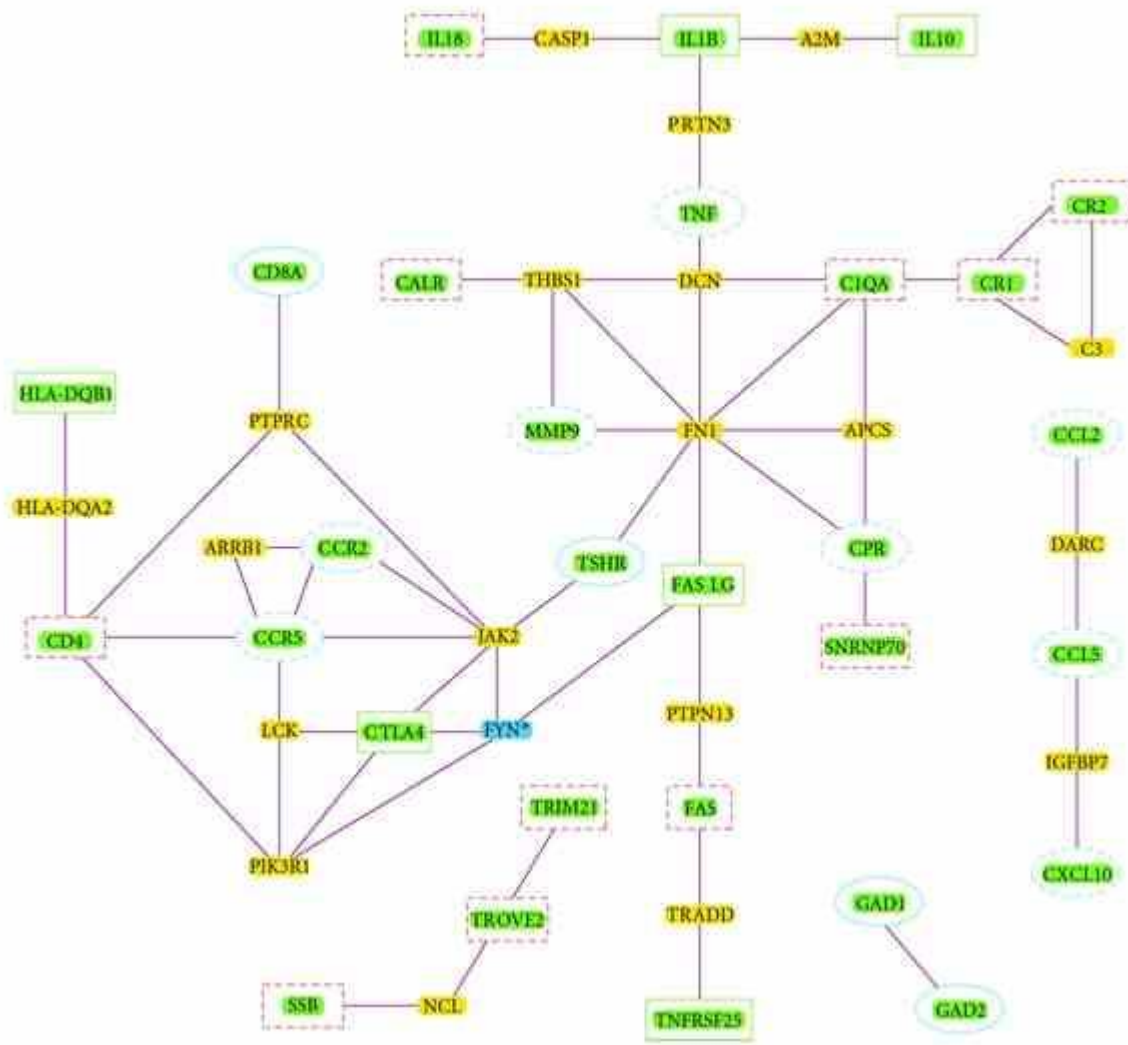 IL18 CASP1 IL1B A2M IL10
PRTN3
TNF CR2
CD8A CALR THBS1 DCN C1QA CR1
C3
HLA-DQB1
PTPRC MMP9 FN1 APCS CCL2
HLA-DQA2
ARRB1 CCR2 TSHR FAS LG CPR DARC
CD4 CCR5 JAK2 SNRNP70 CCL5
LCK CTLA4 FYN* PTPN13
IGFBP7
TRIM21 FAS
PIK3R1 CXCL10
TROVE2 TRADD GAD1
SSB NCL TNFRSF25 GAD2